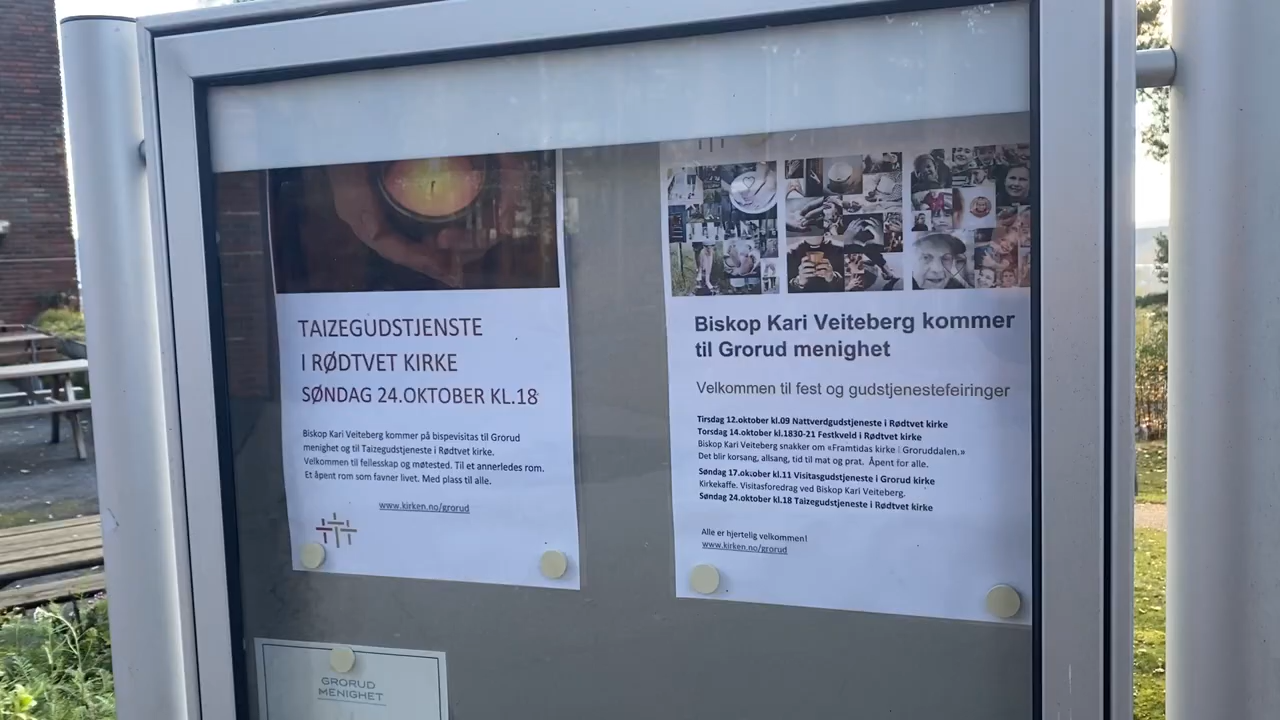 TAIZEGUDSTJENSTE
I RØDTVET KIRKE
SØNDAG 24.OKTOBER KL.18
Biskop Kari Veiteberg kommer på bispevisitas til Grorud
menighet og til Taizegudstjeneste i Rødtvet kirke.
Velkommen til fellesskap og møtested. Til et annerledes rom.
Et åpent rom som favner livet. Med plass til alle.
www.kirken.no/grorud
Biskop Kari Veiteberg kommer
til Grorud menighet
Velkommen til fest og gudstjenestefeiringer
Tirsdag 12.oktober kl.09 Nattverdgudstjeneste i Rødtvet kirke
Torsdag 14.oktober kl.1830-21 Festkveld i Rødtvet kirke
Biskop Kari Veiteberg snakker om «Framtidas kirke i Groruddalen.»
Det blir korsang, allsang, tid til mat og prat. Åpent for alle.
Søndag 17.oktober kl.11 Visitasgudstjeneste i Grorud kirke
Kirkekaffe. Visitasforedrag ved Biskop Kari Veiteberg.
Søndag 24.oktober kl.18 Taizegudstjeneste i Rødtvet kirke
Alle er hjertelig velkommen!
www.kirken.no/grorud
GRORUD
MENIGHET